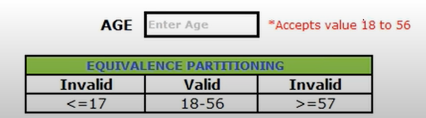 AGE Enter Age *Accepts value 18 to 56
EQUIVALENCE PARTITIONING
Invalid Valid Invalid
<=17 18-56 >=57